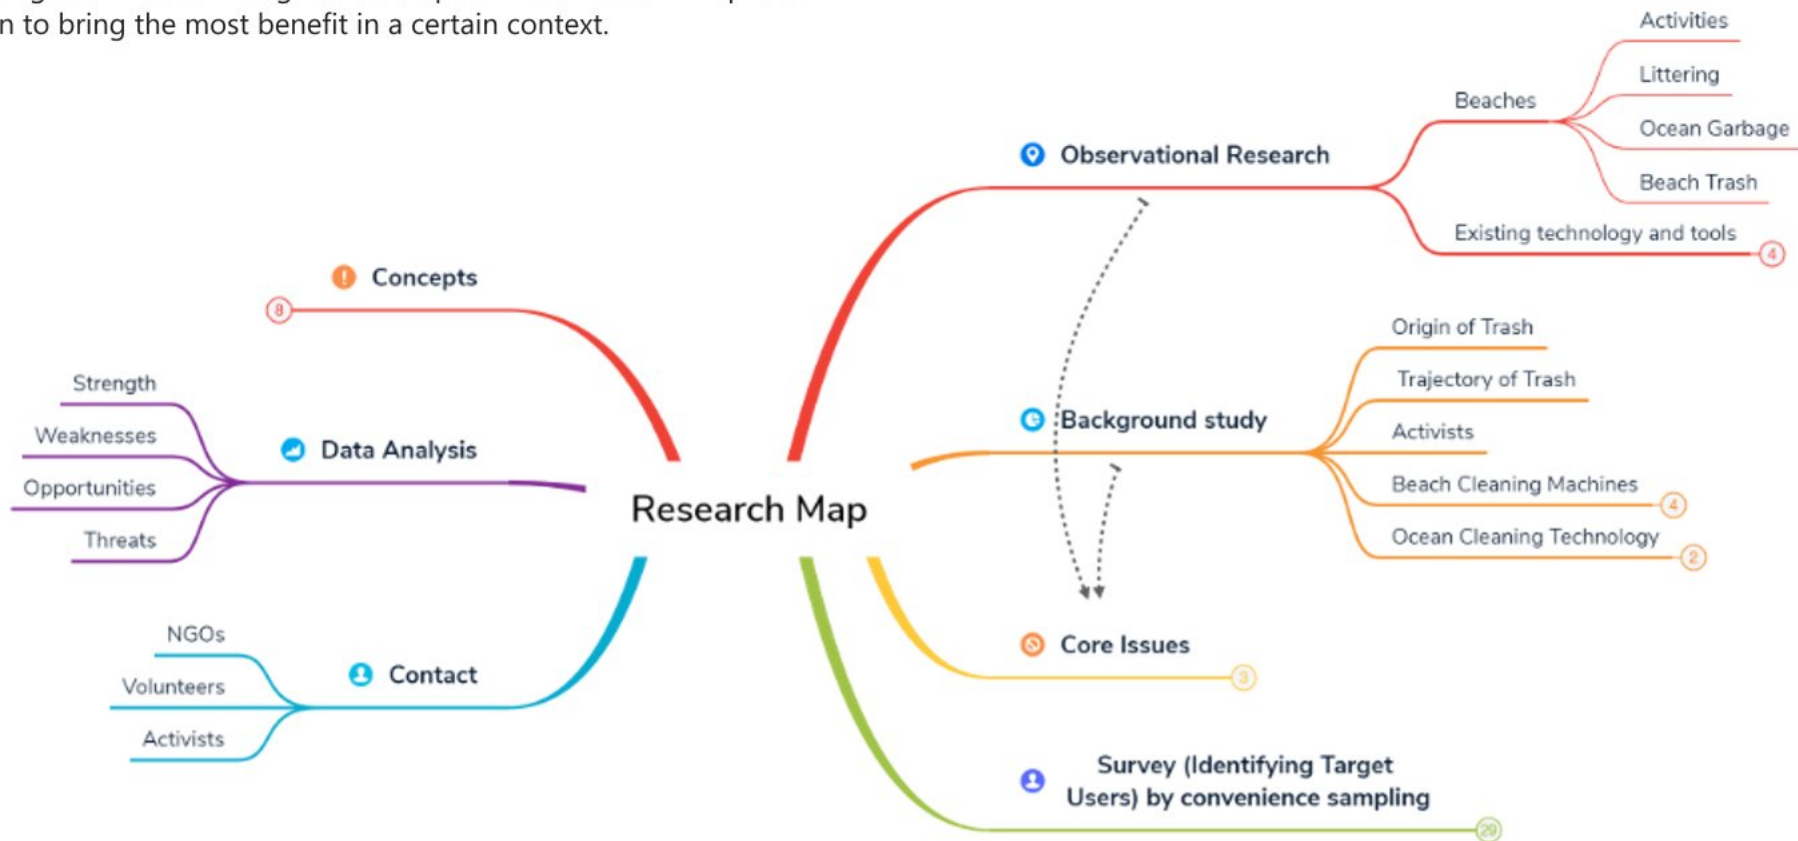 n to bring the most benefit in a certain context.
Activities
Littering
Beaches
Ocean Garbage
Observational Research
Beach Trash
Existing technology and tools
4
Concepts
8
Origin of Trash
Trajectory of Trash
Background study
Activists
Beach Cleaning Machines
4
Ocean Cleaning Technology
2
Strength
Weaknesses
Data Analysis
Opportunities
Threats
Research Map
NGOs
Volunteers
Contact
Activists
Core Issues
3
Survey (Identifying Target
Users) by convenience sampling
29